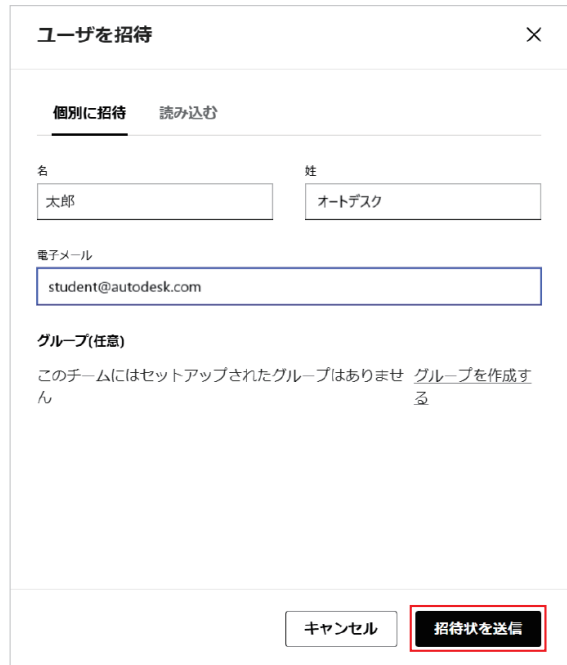 ユーザを招待
個別に招待 読み込む
名 姓
太郎 オートデスク
電子メール
student@autodesk.com
グループ(任意)
このチームにはセットアップされたグループはありませ グループを作成す
ん る
キャンセル 招待状を送信